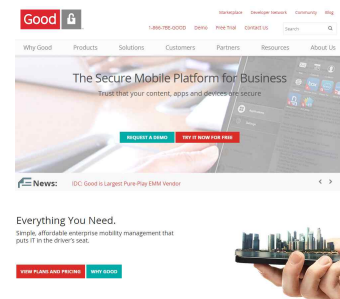 Marketplace Developer Network Community Blog
Good
1-866-7BE-GOOD Demo Free Trial Contact Us Search
Why Good Products Solutions Customers Partners Resources About Us
The Secure Mobile Platform for Business
Trust that your content, apps and devices are secure
REQUEST A DEMO TRY IT NOW FOR FREE
News: IDC: Good Is Largest Pure-Play EMM Vendor
Everything You Need.
Simple, affordable enterprise mobility management that
puts IT in the driver's seat.
VIEW PLANS AND PRICING WHY GOOD